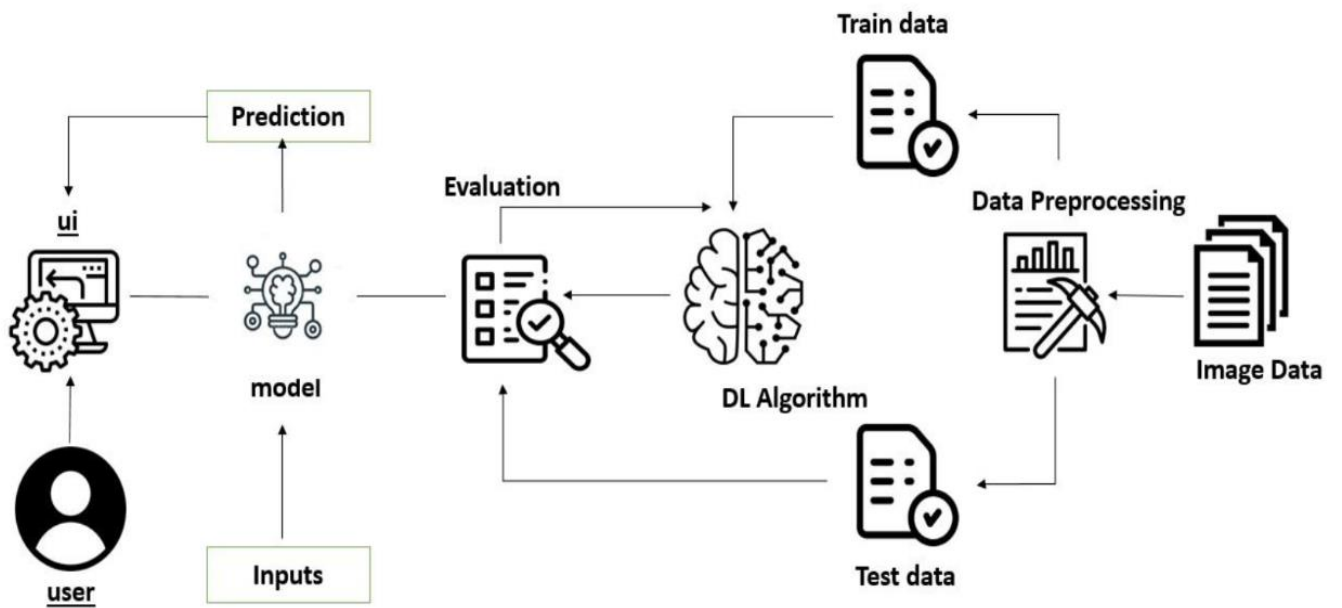 Train data
Prediction
Evaluation
ui
Data Preprocessing
model
DL Algorithm
Image Data
user
Inputs
Test data